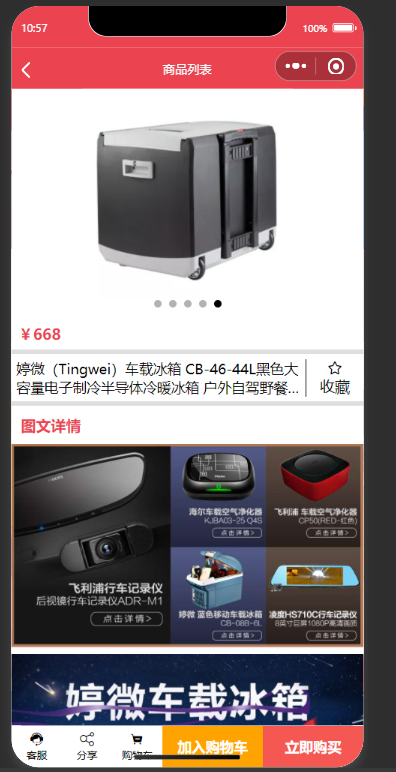 10:57
100%
商品列表
￥668
婷微（Tingwei）车载冰箱 CB-46-44L黑色大
容量电子制冷半导体冷暖冰箱 户外自驾野餐...
收藏
图文详情
飞利浦行车记录仪
后视镜行车记录仪ADR-M1
点击详情>
海尔车载空气净化器
KJBA03-25 Q4S
点击详情>
飞利浦 车载空气净化器
CP50(RED-红色)
点击详情>
婷微 蓝色移动车载冰箱
CB-08B-6L
点击详情>
凌度HS710C行车记录仪
8英寸巨屏1080P高清画质
点击详情>
婷微车载冰箱
客服
分享
购物车
加入购物车
立即购买